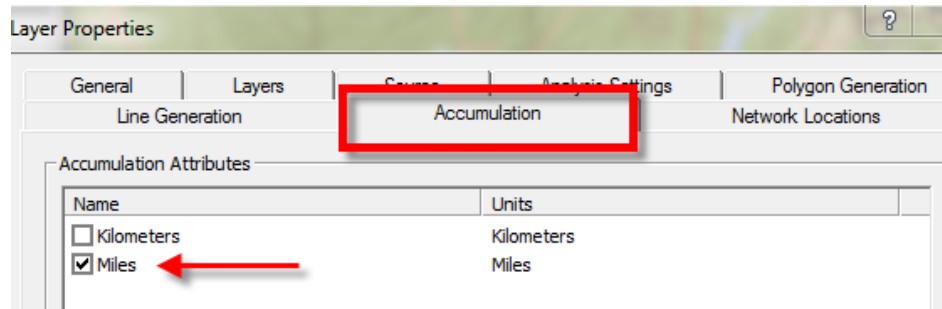 Layer Properties
?
General Layers Source Analysis Settings Polygon Generation
Line Generation Accumulation Network Locations
Accumulation Attributes
Name Units
Kilometers Kilometers
Miles Miles